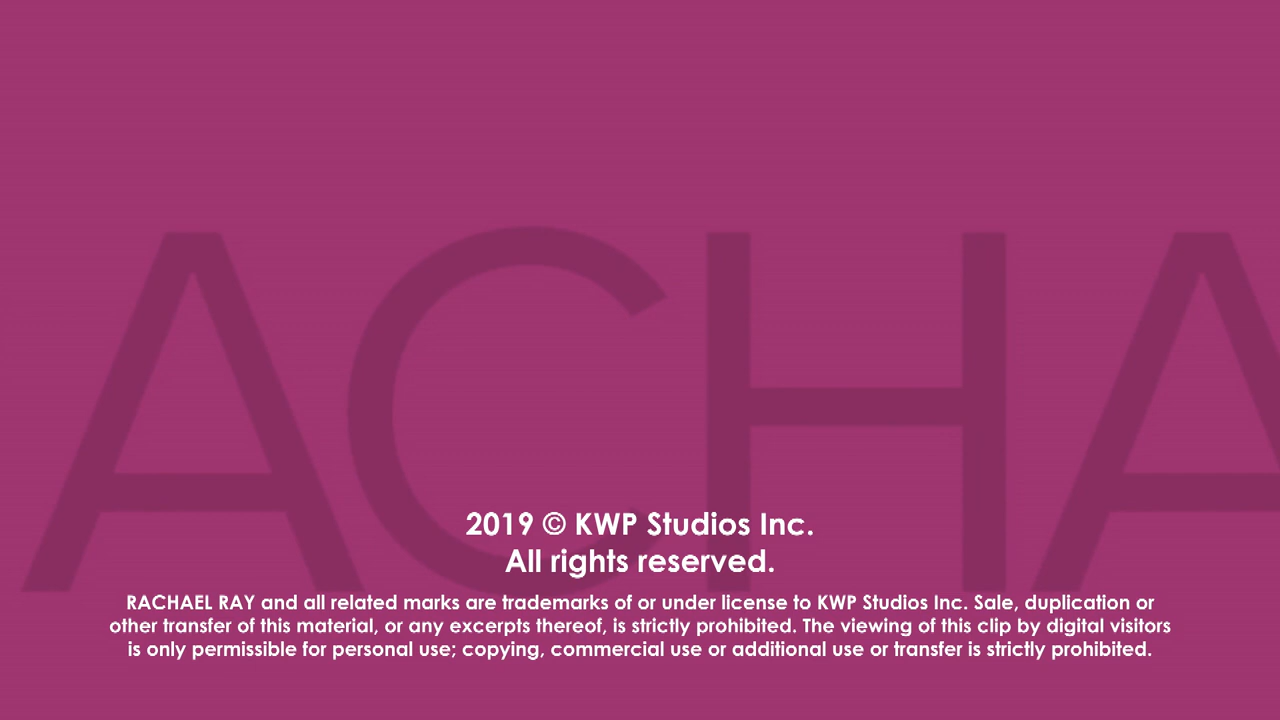 ACHA
2019 © KWP Studios Inc.
All rights reserved.
RACHAEL RAY and all related marks are trademarks of or under license to KWP Studios Inc. Sale, duplication or
other transfer of this material, or any excerpts thereof, is strictly prohibited. The viewing of this clip by digital visitors
is only permissible for personal use; copying, commercial use or additional use or transfer is strictly prohibited.